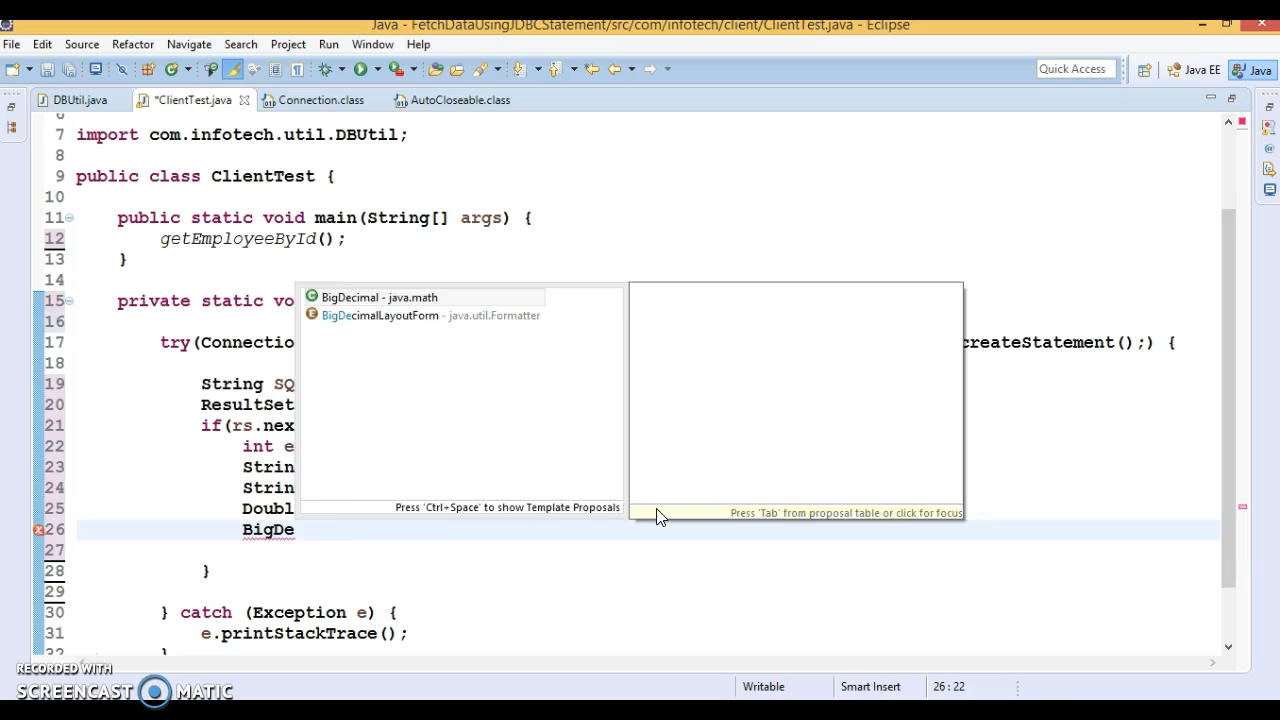 Java - FetchDataUsingJDBCStatement/src/com/infotech/client/ClientTest.java - Eclipse
File Edit Source Refactor Navigate Search Project Run Window Help
Quick Access Java EE Java
DBUtil.java *ClientTest.java Connection.class AutoCloseable.class
6
7 import com.infotech.util.DBUtil;
8
9 public class ClientTest {
10
11 public static void main(String[] args) {
12 getEmployeeById();
13 }
14
15 private static vo
16
17 try(Connectio createStatement();) {
18
19 String SQ
20 ResultSet
21 if(rs.nex
22 int e
23 Strin
24 Strin
25 Doubl
26 BigDe
27
28 }
29
30 } catch (Exception e) {
31 e.printStackTrace();
32 }
BigDecimal - java.math
BigDecimalLayoutForm - java.util.Formatter
Press 'Ctrl+Space' to show Template Proposals
Press 'Tab' from proposal table or click for focus
RECORDED WITH
SCREENCAST MATIC
Writable Smart Insert 26 : 22